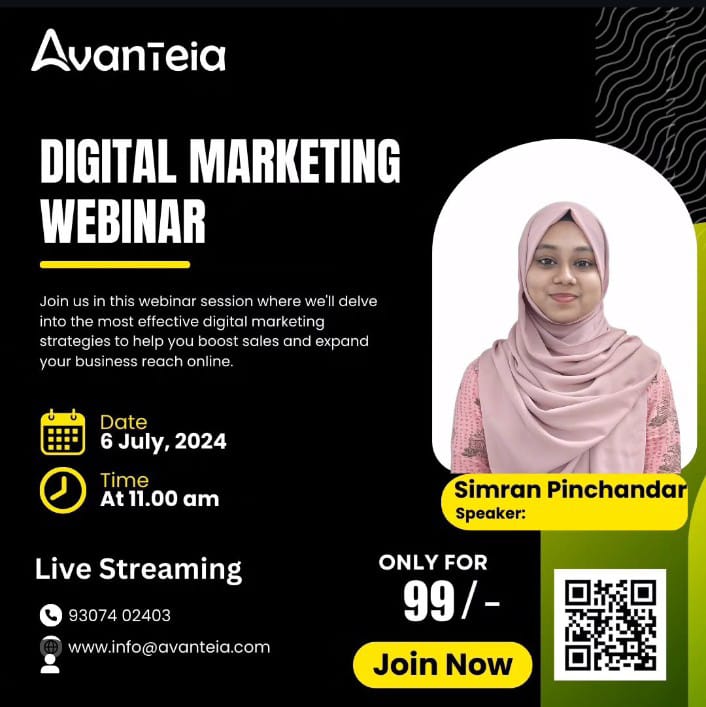 Avanteia
DIGITAL MARKETING
WEBINAR
Join us in this webinar session where we'll delve
into the most effective digital marketing
strategies to help you boost sales and expand
your business reach online.
Date
6 July, 2024
Time
At 11.00 am
Simran Pinchandar
Speaker:
Live Streaming
93074 02403
www.info@avanteia.com
ONLY FOR
99/-
Join Now